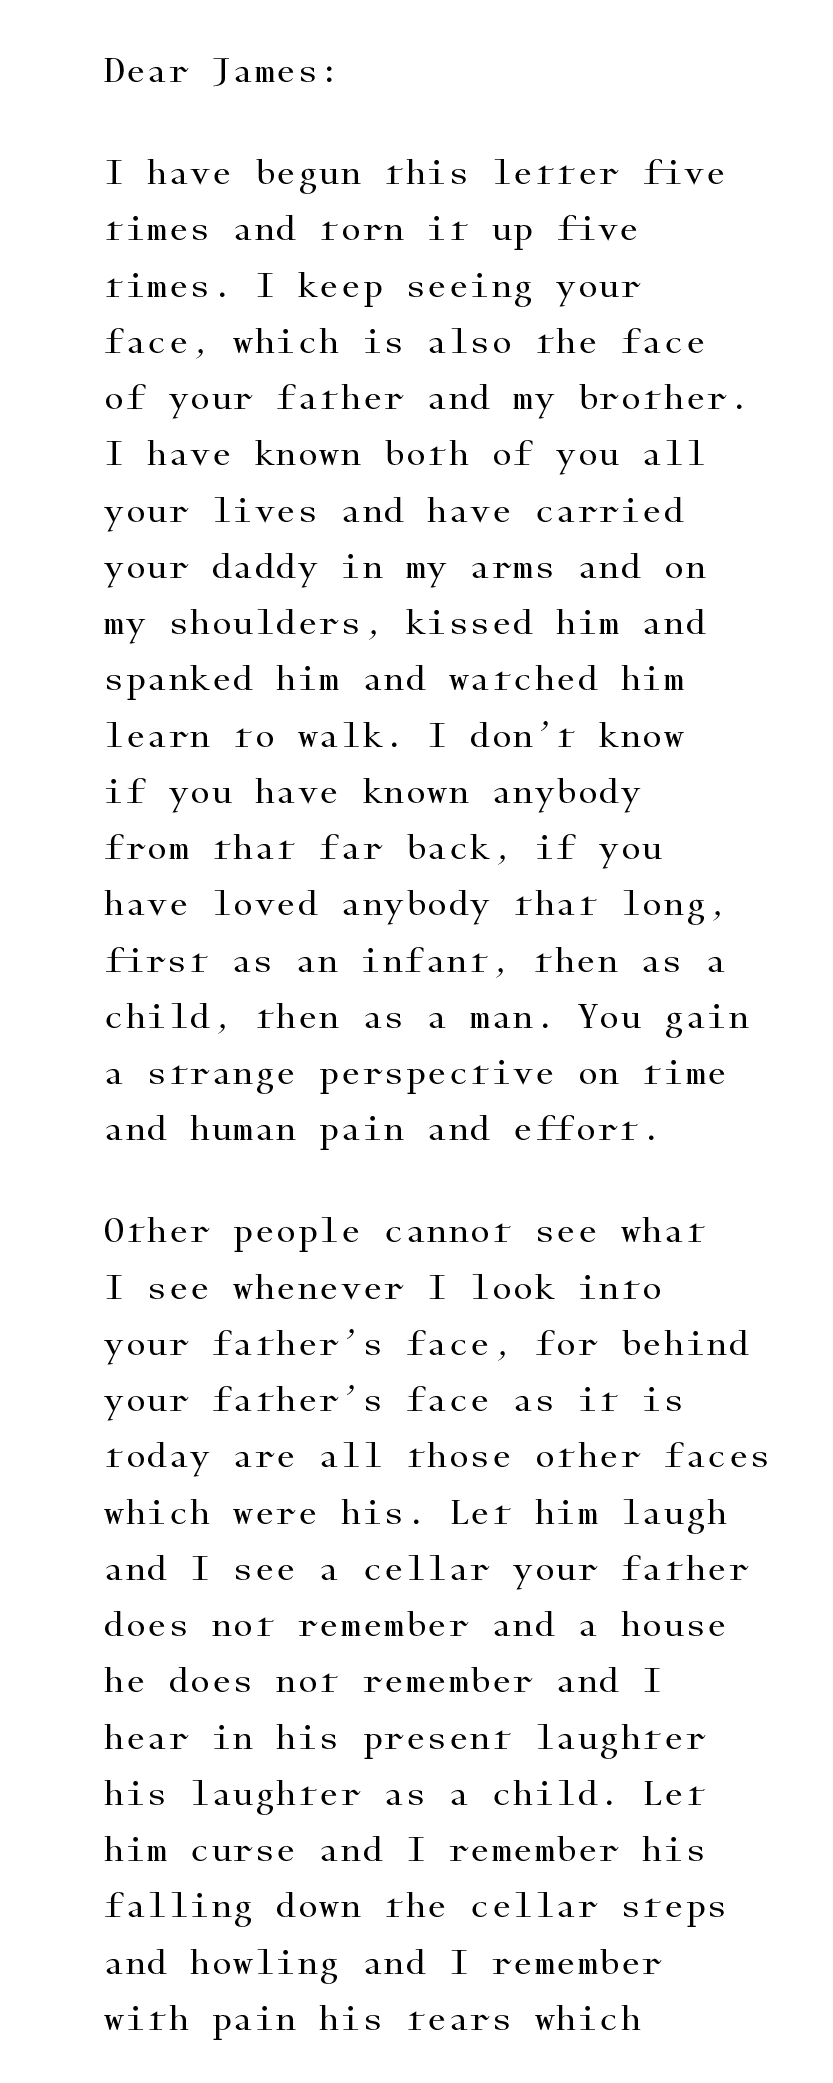 Dear James:
I have begun this letter five
times and torn it up five
times. I keep seeing your
face, which is also the face
of your father and my brother.
I have known both of you all
your lives and have carried
your daddy in my arms and on
my shoulders, kissed him and
spanked him and watched him
learn to walk. I don’t know
if you have known anybody
from that far back, if you
have loved anybody that long,
first as an infant, then as a
child, then as a man. You gain
a strange perspective on time
and human pain and effort.
Other people cannot see what
I see whenever I look into
your father’s face, for behind
your father’s face as it is
today are all those other faces
which were his. Let him laugh
and I see a cellar your father
does not remember and a house
he does not remember and I
hear in his present laughter
his laughter as a child. Let
him curse and I remember his
falling down the cellar steps
and howling and I remember
with pain his tears which